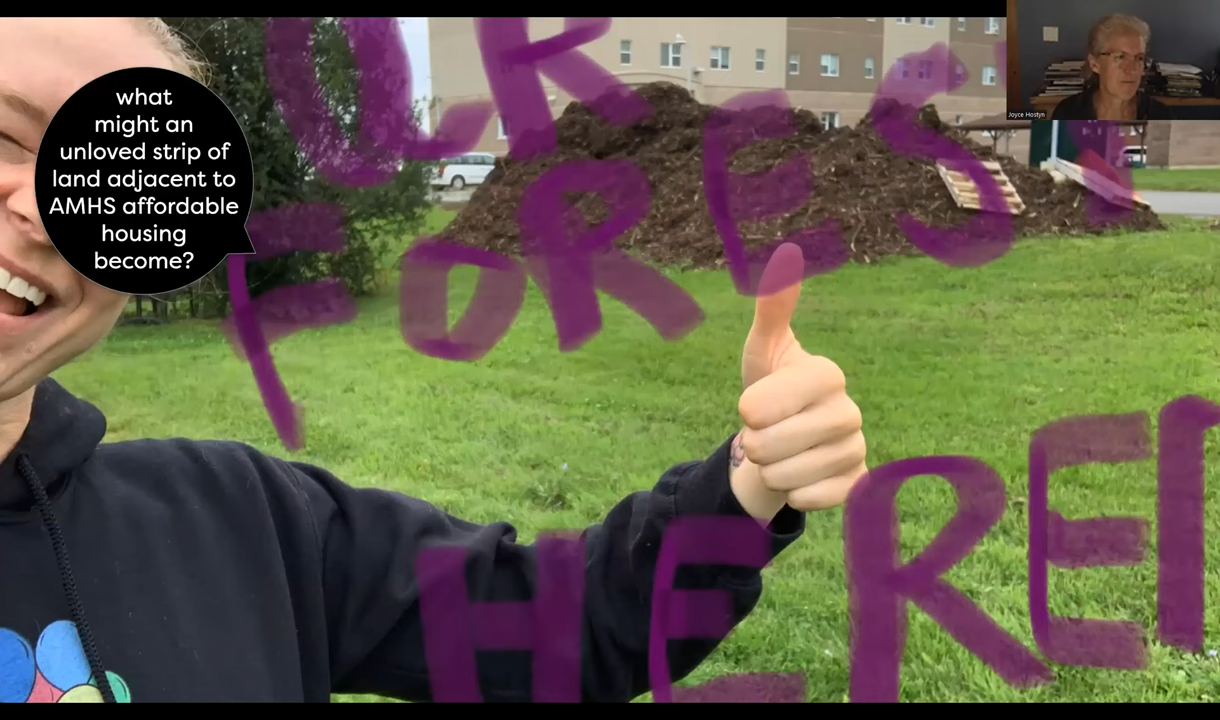 what
might an
unloved strip of
land adjacent to
AMHS affordable
housing
become?
FOREST
HERE
Joyce Hostyn